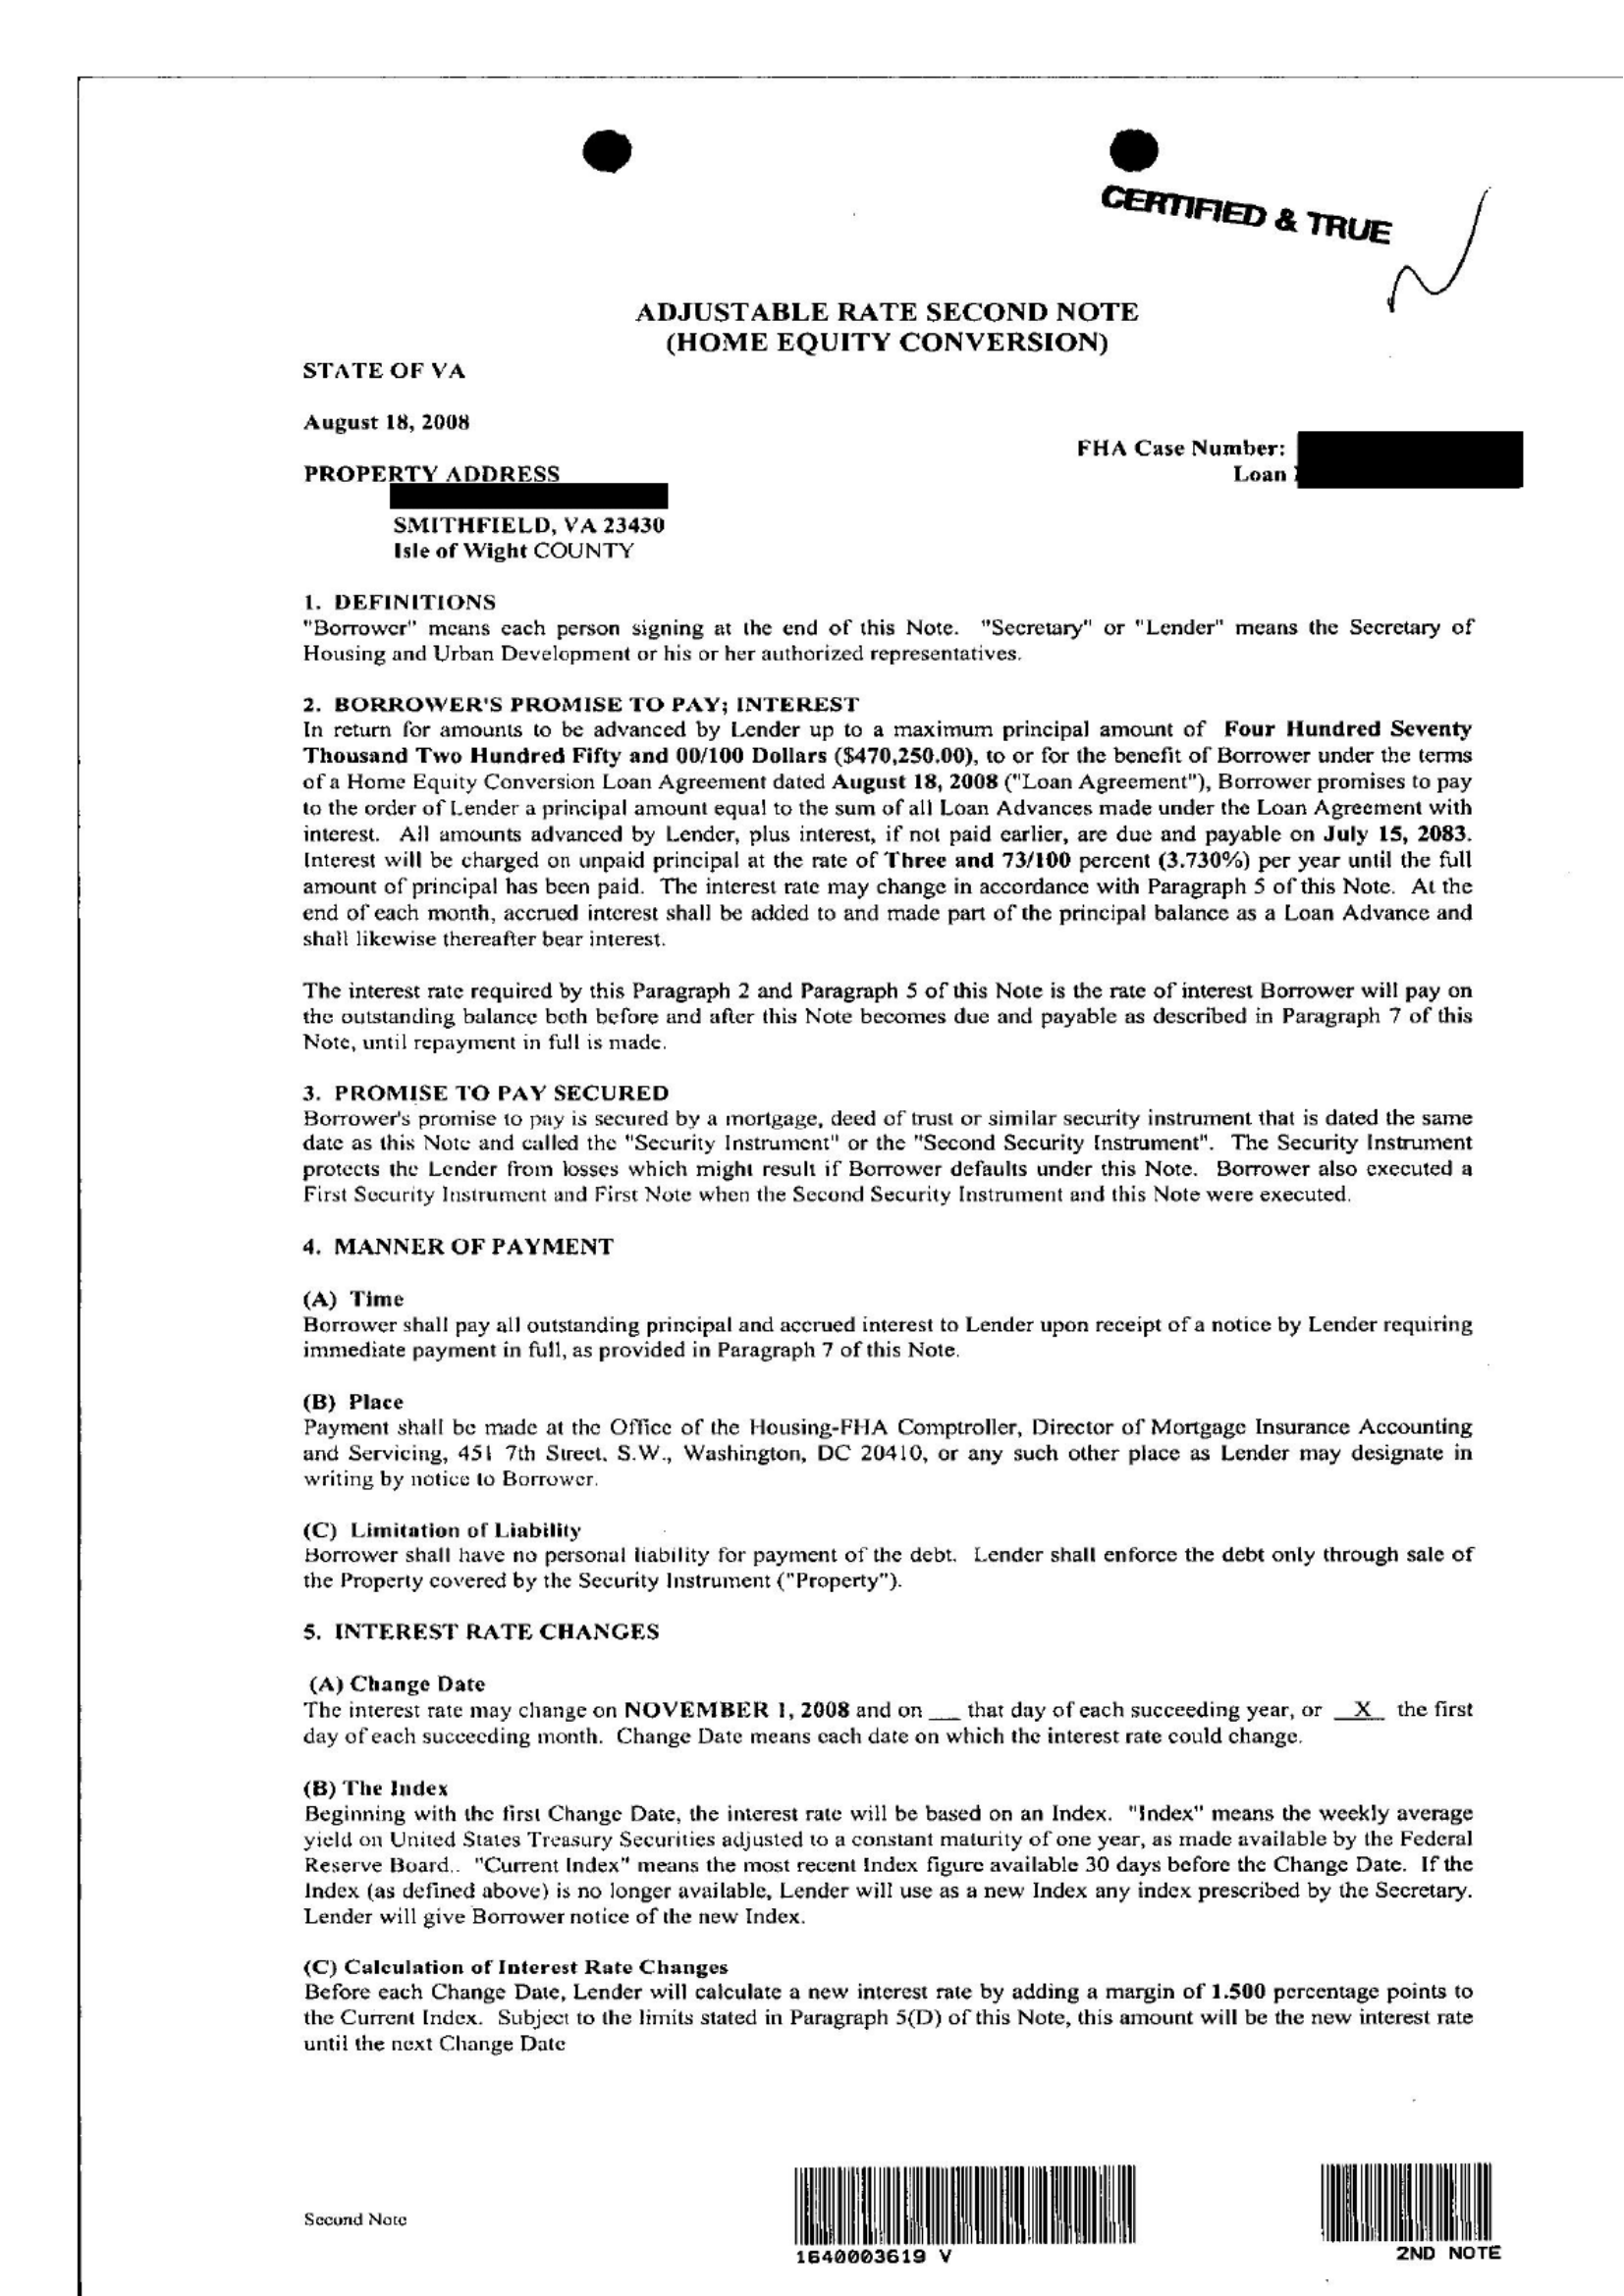 CERTIFIED & TRUE
ADJUSTABLE RATE SECOND NOTE
(HOME EQUITY CONVERSION)
STATE OF VA
August 18, 2008
FHA Case Number:
PROPERTY ADDRESS
Loan
SMITHFIELD, VA 23430
Isle of Wight COUNTY
1. DEFINITIONS
"Borrower" means each person signing at the end of this Note. "Secretary" or "Lender" means the Secretary of
Housing and Urban Development or his or her authorized representatives.
2. BORROWER'S PROMISE TO PAY; INTEREST
In return for amounts to be advanced by Lender up to a maximum principal amount of Four Hundred Seventy
Thousand Two Hundred Fifty and 00/100 Dollars ($470,250.00), to or for the benefit of Borrower under the terms
of a Home Equity Conversion Loan Agreement dated August 18, 2008 ("Loan Agreement"), Borrower promises to pay
to the order of Lender a principal amount equal to the sum of all Loan Advances made under the Loan Agreement with
interest. All amounts advanced by Lender, plus interest, if not paid earlier, are due and payable on July 15, 2083.
Interest will be charged on unpaid principal at the rate of Three and 73/100 percent (3.730%) per year until the full
amount of principal has been paid. The interest rate may change in accordance with Paragraph 5 of this Note. At the
end of each month, accrued interest shall be added to and made part of the principal balance as a Loan Advance and
shall likewise thereafter bear interest.
The interest rate required by this Paragraph 2 and Paragraph 5 of this Note is the rate of interest Borrower will pay on
the outstanding balance both before and after this Note becomes due and payable as described in Paragraph 7 of this
Note, until repayment in full is made.
3. PROMISE TO PAY SECURED
Borrower's promise to pay is secured by a mortgage, deed of trust or similar security instrument that is dated the same
date as this Note and called the "Security Instrument" or the "Second Security Instrument". The Security Instrument
protects the Lender from losses which might result if Borrower defaults under this Note. Borrower also executed a
First Security Instrument and First Note when the Second Security Instrument and this Note were executed.
4. MANNER OF PAYMENT
(A) Time
Borrower shall pay all outstanding principal and accrued interest to Lender upon receipt of a notice by Lender requiring
immediate payment in full, as provided in Paragraph 7 of this Note.
(B) Place
Payment shall be made at the Office of the Housing-FHA Comptroller, Director of Mortgage Insurance Accounting
and Servicing, 451 7th Street, S.W., Washington, DC 20410, or any such other place as Lender may designate in
writing by notice to Borrower.
(C) Limitation of Liability
Borrower shall have no personal liability for payment of the debt. Lender shall enforce the debt only through sale of
the Property covered by the Security Instrument ("Property").
5. INTEREST RATE CHANGES
(A) Change Date
The interest rate may change on NOVEMBER 1, 2008 and on ___ that day of each succeeding year, or _X_ the first
day of each succeeding month. Change Date means each date on which the interest rate could change.
(B) The Index
Beginning with the first Change Date, the interest rate will be based on an Index. "Index" means the weekly average
yield on United States Treasury Securities adjusted to a constant maturity of one year, as made available by the Federal
Reserve Board.. "Current Index" means the most recent Index figure available 30 days before the Change Date. If the
Index (as defined above) is no longer available, Lender will use as a new Index any index prescribed by the Secretary.
Lender will give Borrower notice of the new Index.
(C) Calculation of Interest Rate Changes
Before each Change Date, Lender will calculate a new interest rate by adding a margin of 1.500 percentage points to
the Current Index. Subject to the limits stated in Paragraph 5(D) of this Note, this amount will be the new interest rate
until the next Change Date
Second Note
1640003619 V
2ND NOTE